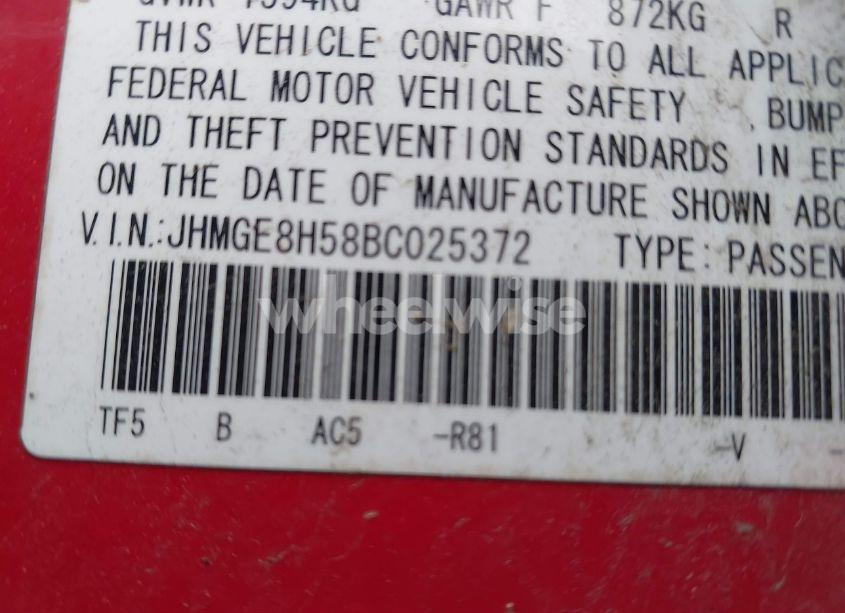 GAWR F 872KG R
THIS VEHICLE CONFORMS TO ALL APPLIC
FEDERAL MOTOR VEHICLE SAFETY , BUMP
AND THEFT PREVENTION STANDARDS IN EF
ON THE DATE OF MANUFACTURE SHOWN ABO
V.I.N.:JHMGE8H58BC025372 TYPE:PASSEN
wheelwise
TF5 B AC5 -R81 -V -